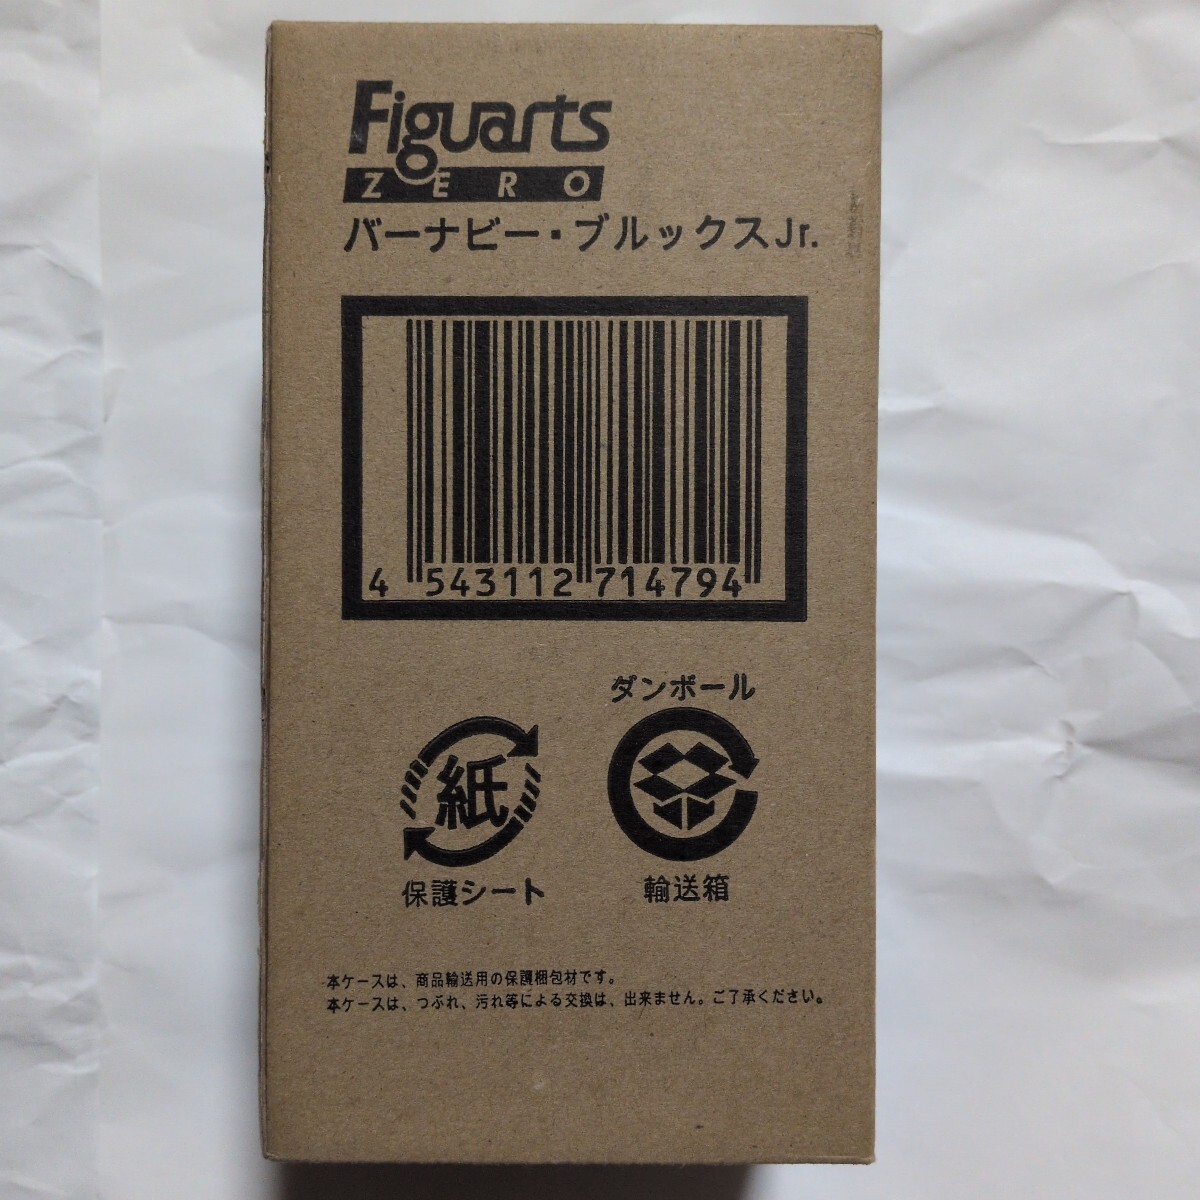 Figuarts
ZERO
バーナビー・ブルックスJr.
4 543112 714794
ダンボール
紙
保護シート
輸送箱
本ケースは、商品輸送用の保護梱包材です。
本ケースは、つぶれ、汚れ等による交換は、出来ません。ご了承ください。